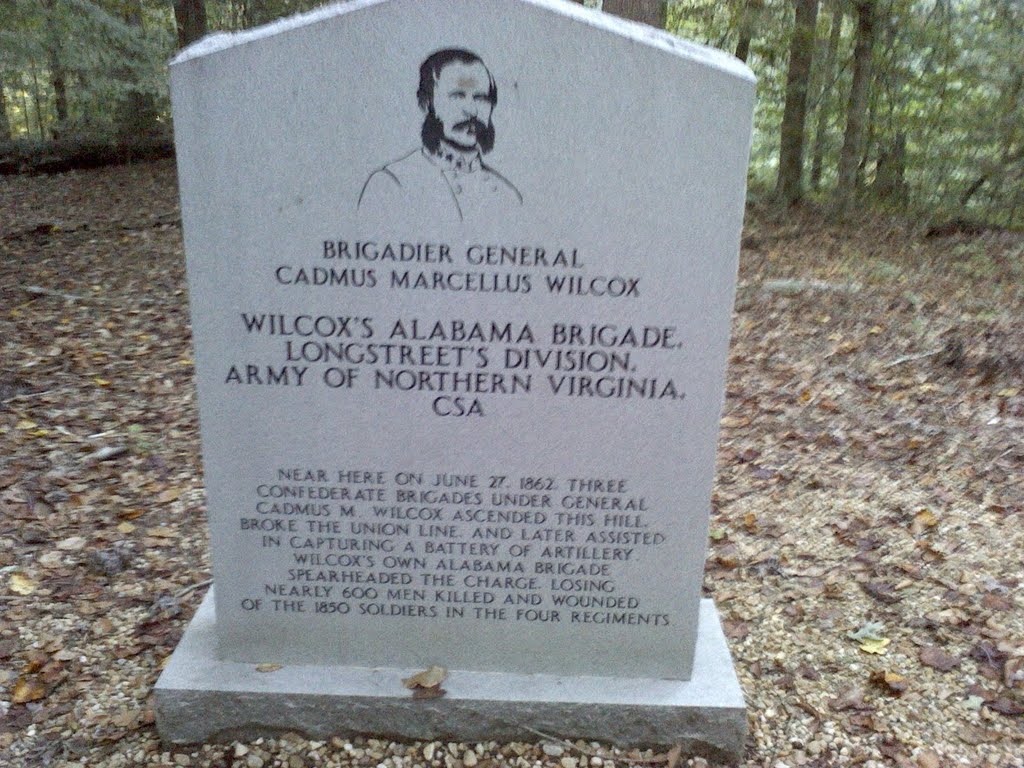 BRIGADIER GENERAL
CADMUS MARCELLUS WILCOX
WILCOX'S ALABAMA BRIGADE,
LONGSTREET'S DIVISION,
ARMY OF NORTHERN VIRGINIA,
CSA
NEAR HERE ON JUNE 27, 1862, THREE
CONFEDERATE BRIGADES UNDER GENERAL
CADMUS M. WILCOX ASCENDED THIS HILL,
BROKE THE UNION LINE, AND LATER ASSISTED
IN CAPTURING A BATTERY OF ARTILLERY.
WILCOX'S OWN ALABAMA BRIGADE
SPEARHEADED THE CHARGE, LOSING
NEARLY 600 MEN KILLED AND WOUNDED
OF THE 1850 SOLDIERS IN THE FOUR REGIMENTS.